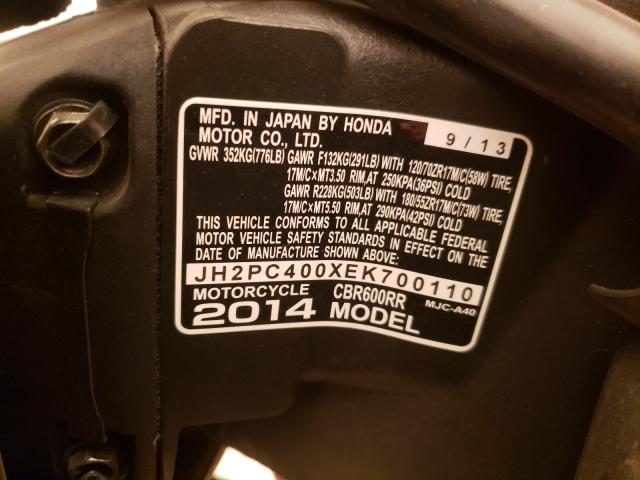 MFD. IN JAPAN BY HONDA 9/13
MOTOR CO., LTD.
GVWR 352KG(776LB) GAWR F132KG(291LB) WITH 120/70ZR17M/C(58W) TIRE,
17M/C×MT3.50 RIM,AT 250KPA(36PSI) COLD
GAWR R228KG(503LB) WITH 180/55ZR17M/C(73W) TIRE,
17M/C×MT5.50 RIM,AT 290KPA(42PSI) COLD
THIS VEHICLE CONFORMS TO ALL APPLICABLE FEDERAL
MOTOR VEHICLE SAFETY STANDARDS IN EFFECT ON THE
DATE OF MANUFACTURE SHOWN ABOVE:
JH2PC400XEK700110
MOTORCYCLE CBR600RR MJC-A40
2014 MODEL